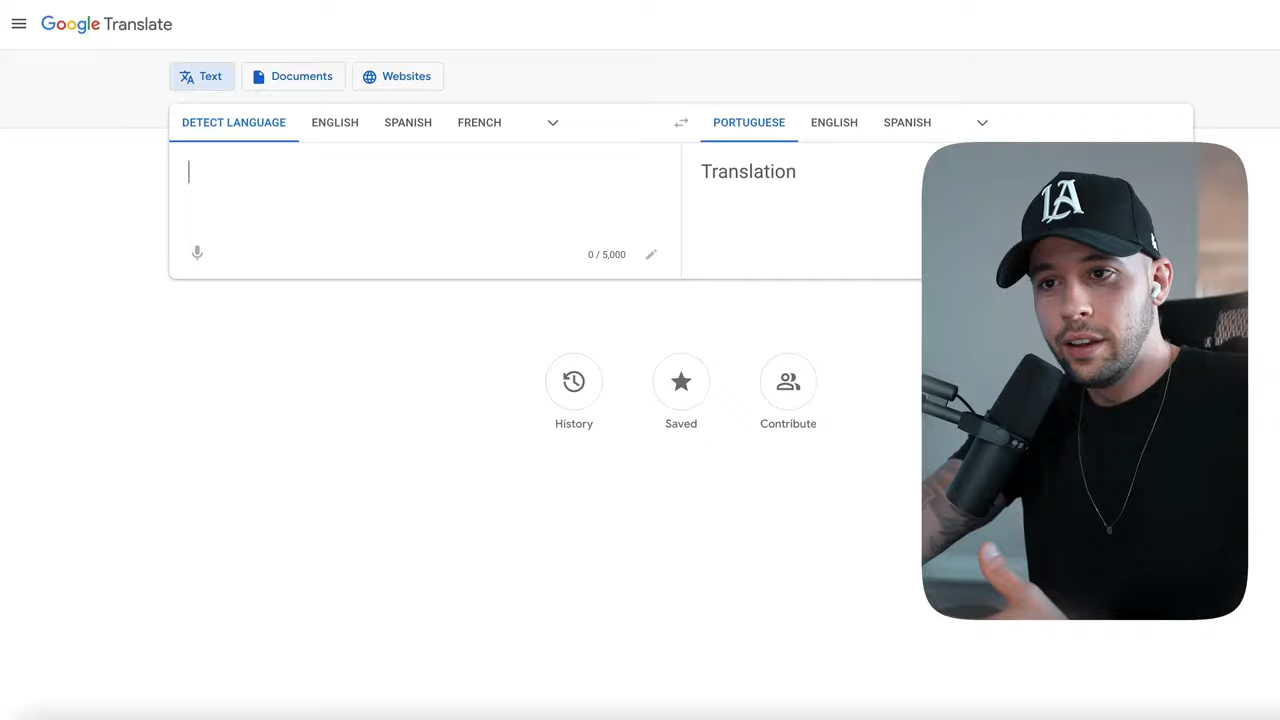 Google Translate
Text Documents Websites
DETECT LANGUAGE ENGLISH SPANISH FRENCH PORTUGUESE ENGLISH SPANISH
Translation
0 / 5,000
History Saved Contribute
LA